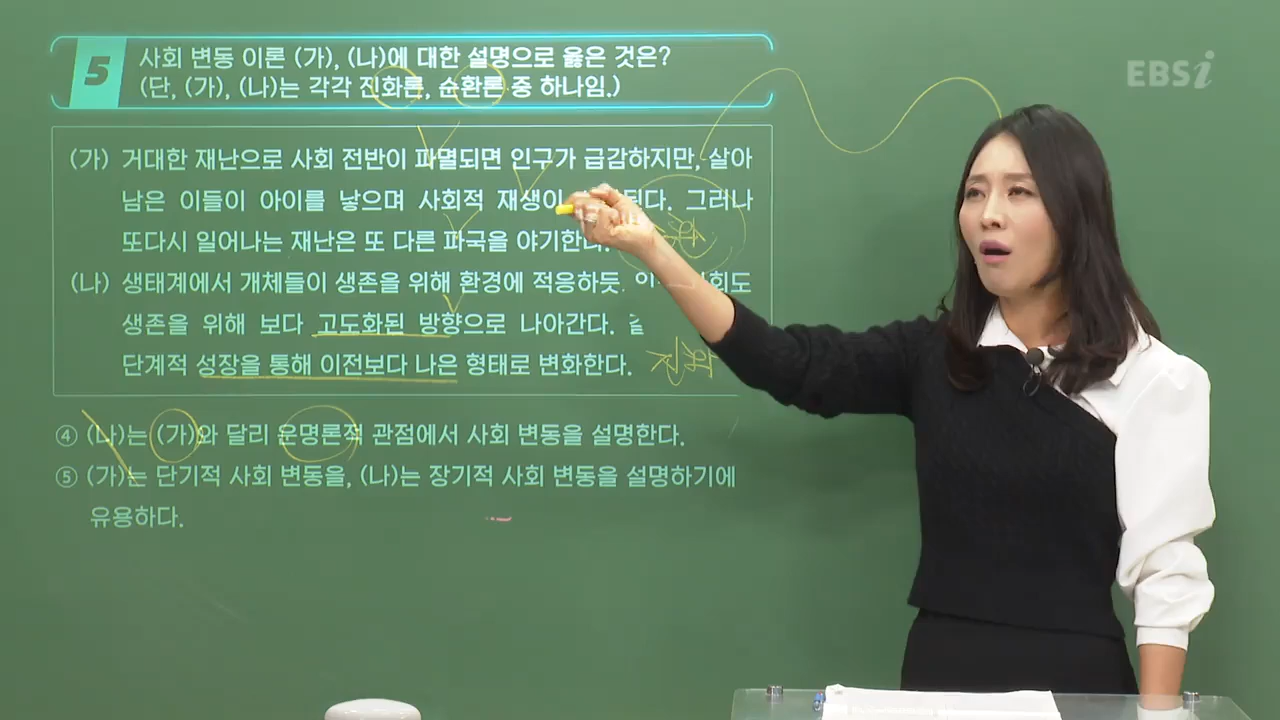 EBSi
5
사회 변동 이론 (가), (나)에 대한 설명으로 옳은 것은?
(단, (가), (나)는 각각 진화론, 순환론 중 하나임.)
(가) 거대한 재난으로 사회 전반이 파멸되면 인구가 급감하지만, 살아
남은 이들이 아이를 낳으며 사회적 재생이 그러나
또다시 일어나는 재난은 또 다른 파국을 야기한다.
(나) 생태계에서 개체들이 생존을 위해 환경에 적응하듯,
생존을 위해 보다 고도화된 방향으로 나아간다.
단계적 성장을 통해 이전보다 나은 형태로 변화한다.
④ (나)는 (가)와 달리 운명론적 관점에서 사회 변동을 설명한다.
⑤ (가)는 단기적 사회 변동을, (나)는 장기적 사회 변동을 설명하기에
유용하다.